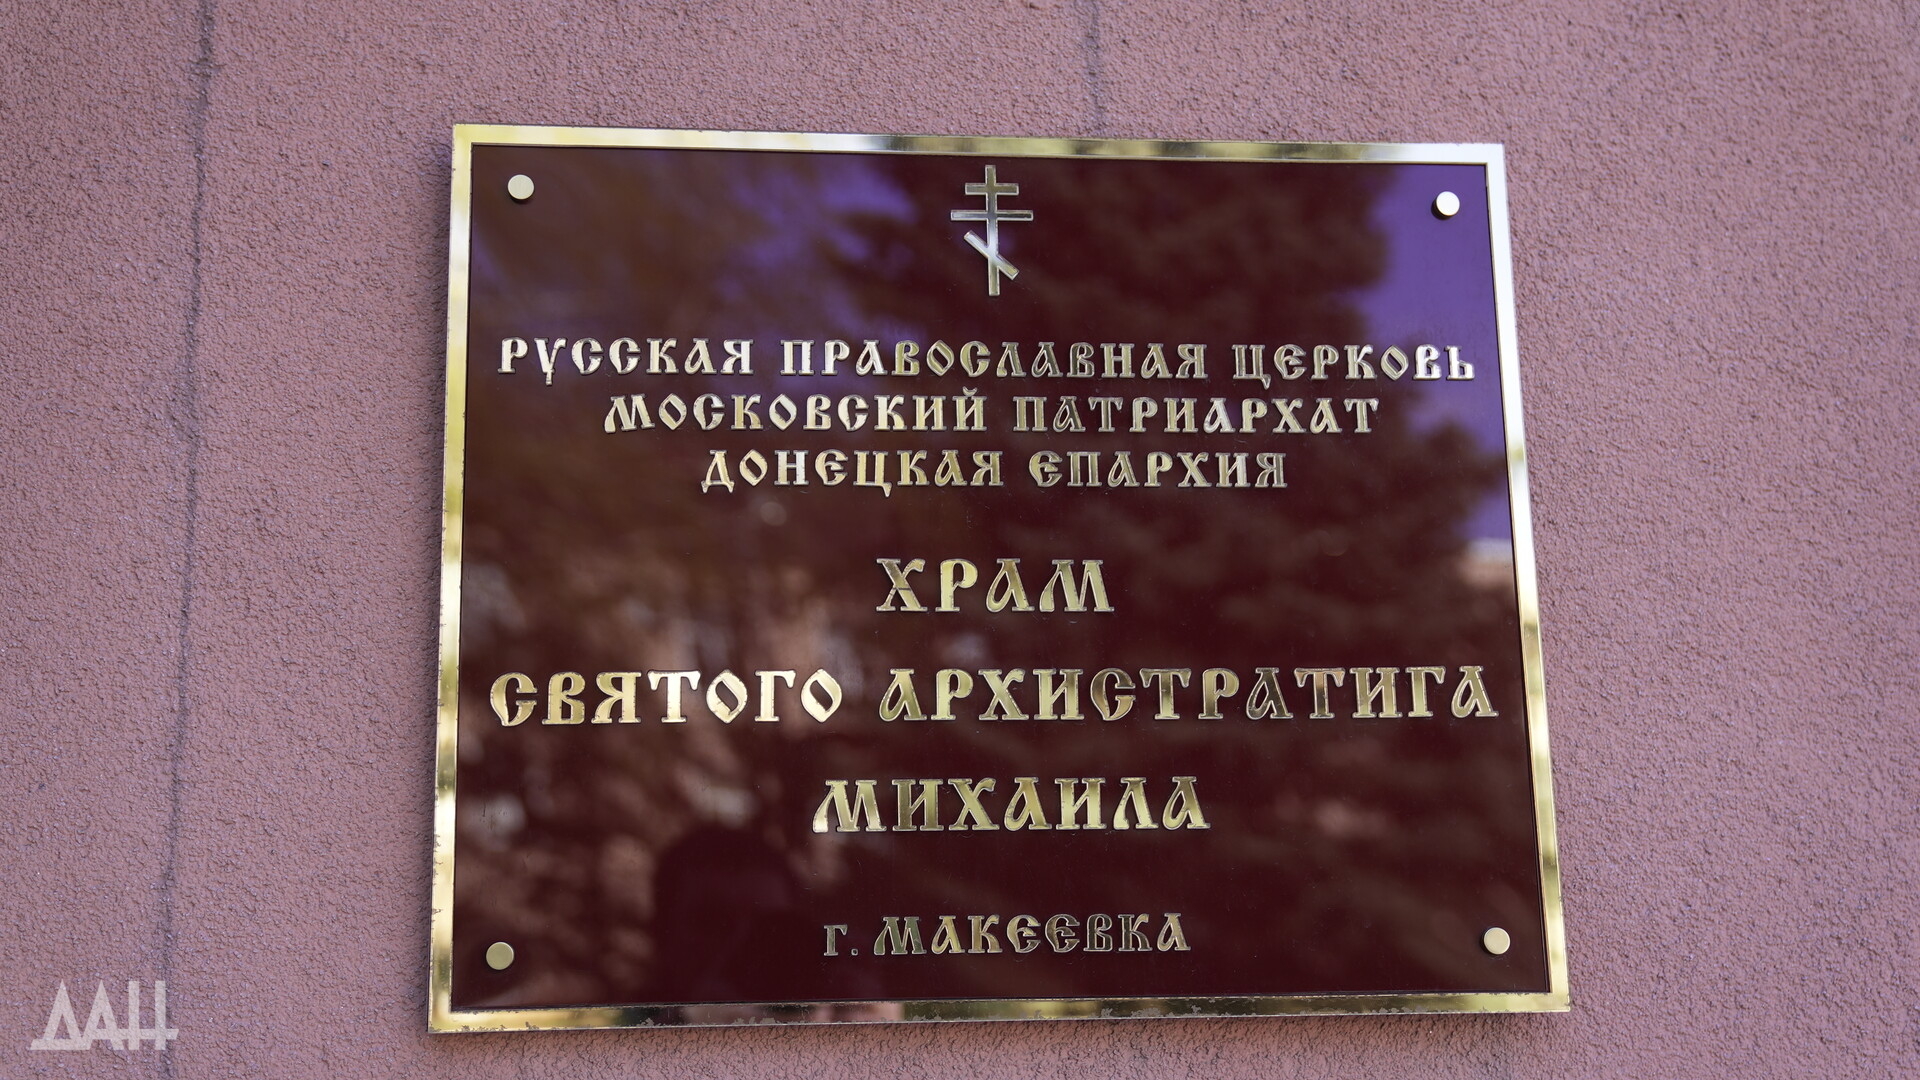 РУССКАЯ ПРАВОСЛАВНАЯ ЦЕРКОВЬ
МОСКОВСКИЙ ПАТРИАРХАТ
ДОНЕЦКАЯ ЕПАРХИЯ
ХРАМ
СВЯТОГО АРХИСТРАТИГА
МИХАИЛА
г. МАКЕЕВКА
ДАН